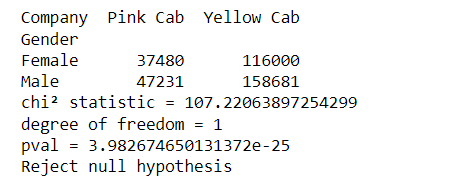 Company  Pink Cab  Yellow Cab
Gender
Female      37480      116000
Male        47231      158681
chi² statistic = 107.22063897254299
degree of freedom = 1
pval = 3.982674650131372e-25
Reject null hypothesis